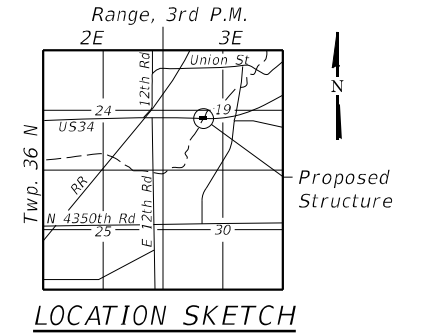 Range, 3rd P.M.
2E 3E
Union St
12th Rd
24 19
US34
N
Twp. 36 N
RR
Proposed
Structure
N 4350th Rd
E 12th Rd
25 30
LOCATION SKETCH